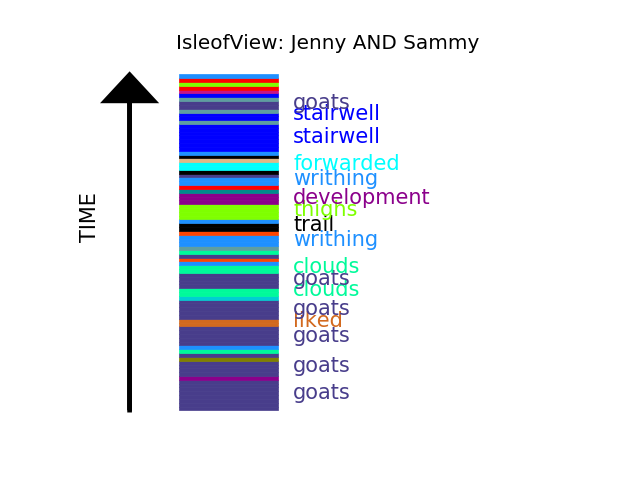 IsleofView: Jenny AND Sammy
goats
stairwell
stairwell
forwarded
writhing
development
thighs
trail
writhing
clouds
goats
clouds
goats
liked
goats
goats
goats
TIME